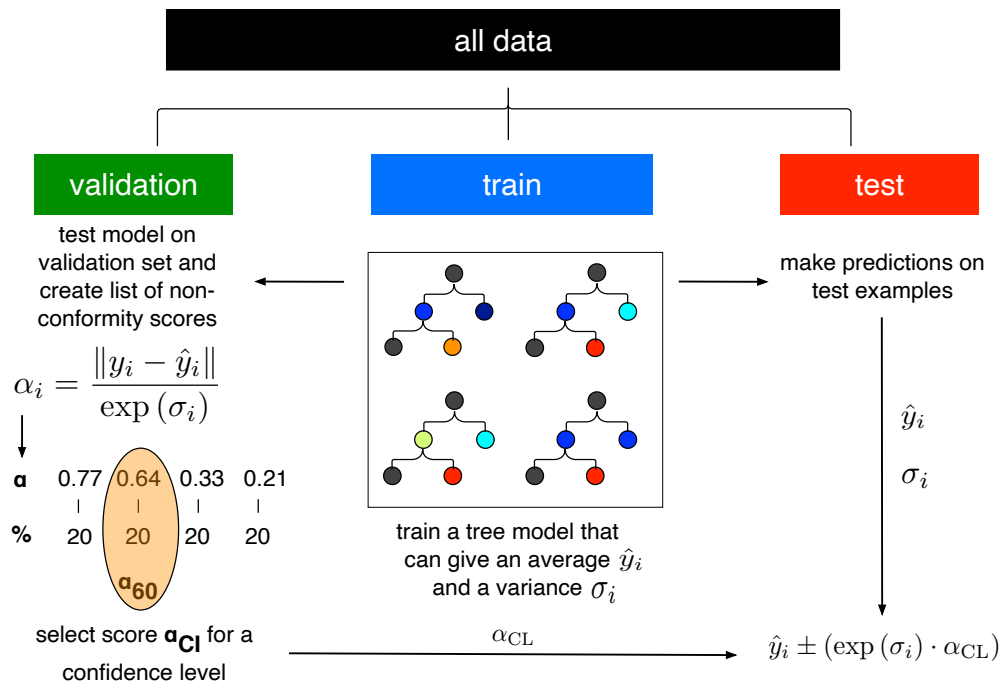 all data
validation
train
test
test model on
validation set and
create list of non-
conformity scores
α_i = ‖y_i − ŷ_i‖ / exp (σ_i)
α 0.77 0.64 0.33 0.21
% 20 20 20 20
α60
select score αCI for a
confidence level
train a tree model that
can give an average ŷ_i
and a variance σ_i
make predictions on
test examples
ŷ_i
σ_i
α_CL
ŷ_i ± (exp (σ_i) · α_CL)